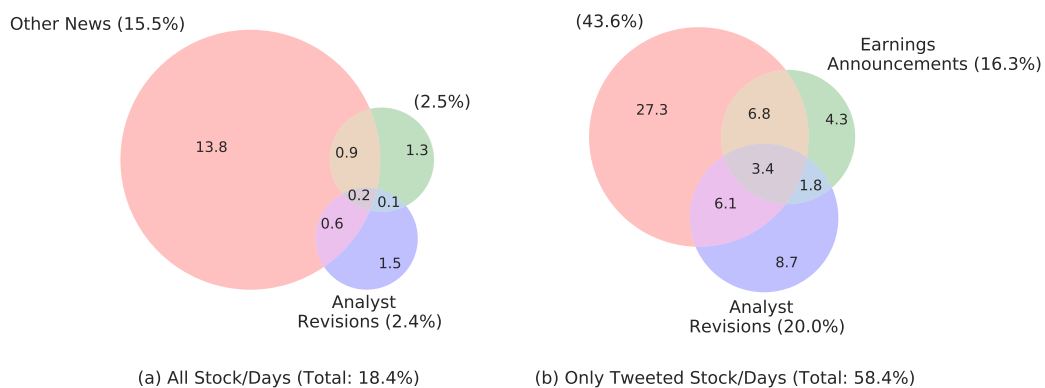 Other News (15.5%)
(2.5%)
13.8
0.9
1.3
0.2
0.1
0.6
1.5
Analyst
Revisions (2.4%)
(a) All Stock/Days (Total: 18.4%)
(43.6%)
Earnings
Announcements (16.3%)
27.3
6.8
4.3
3.4
1.8
6.1
8.7
Analyst
Revisions (20.0%)
(b) Only Tweeted Stock/Days (Total: 58.4%)